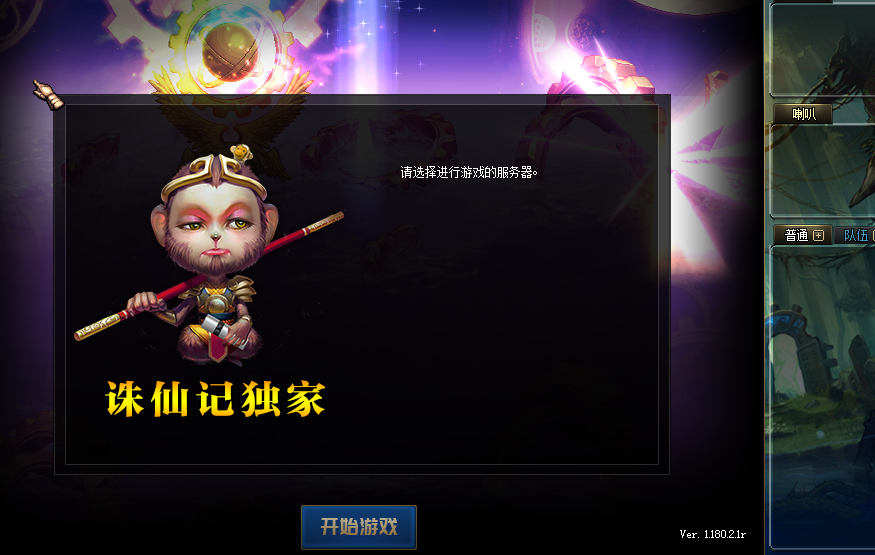 喇叭
请选择进行游戏的服务器。
普通
队伍
诛仙记独家
开始游戏
Ver. 1.180.2.1r